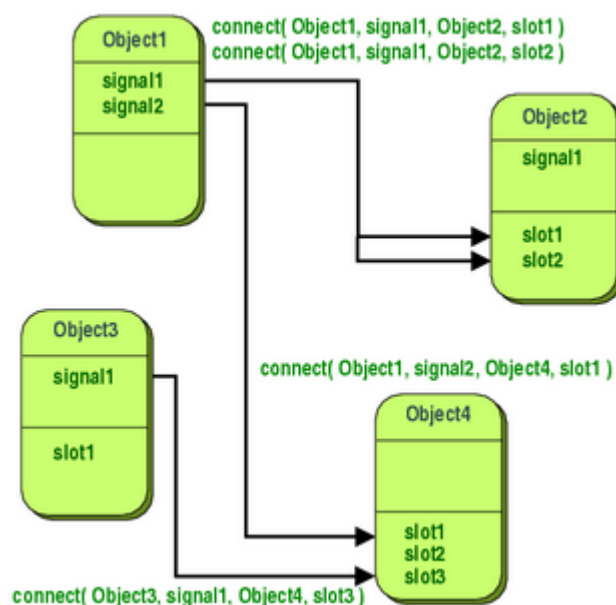 Object1
signal1
signal2
connect( Object1, signal1, Object2, slot1 )
connect( Object1, signal1, Object2, slot2 )
Object2
signal1
slot1
slot2
Object3
signal1
slot1
connect( Object1, signal2, Object4, slot1 )
Object4
slot1
slot2
slot3
connect( Object3, signal1, Object4, slot3 )